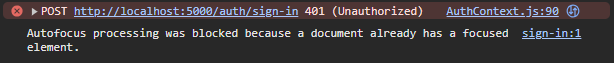 POST http://localhost:5000/auth/sign-in 401 (Unauthorized) AuthContext.js:90
Autofocus processing was blocked because a document already has a focused sign-in:1
element.